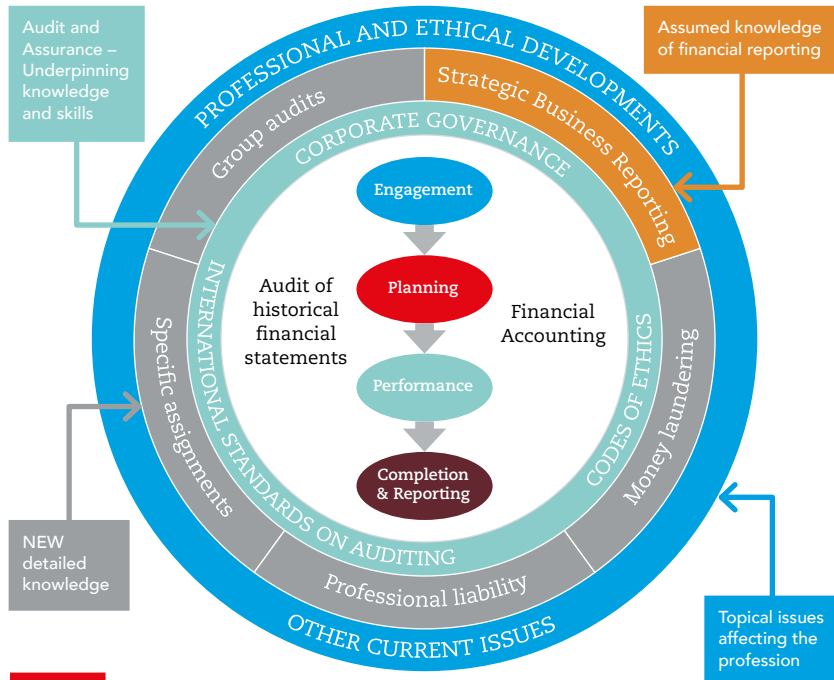 Audit and
Assurance –
Underpinning
knowledge
and skills
PROFESSIONAL AND ETHICAL DEVELOPMENTS
Assumed knowledge
of financial reporting
Group audits
Strategic Business Reporting
CORPORATE GOVERNANCE
Engagement
Planning
Audit of
historical
financial
statements
Financial
Accounting
Performance
Completion
& Reporting
INTERNATIONAL STANDARDS ON AUDITING
CODES OF ETHICS
Specific assignments
Money laundering
Professional liability
OTHER CURRENT ISSUES
NEW
detailed
knowledge
Topical issues
affecting the
profession